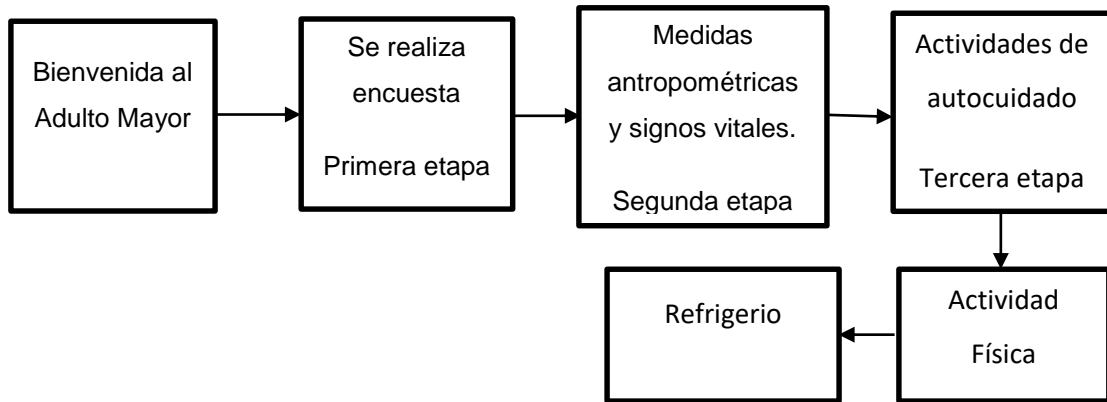 Bienvenida al
Adulto Mayor
Se realiza
encuesta
Primera etapa
Medidas
antropométricas
y signos vitales.
Segunda etapa
Actividades de
autocuidado
Tercera etapa
Actividad
Física
Refrigerio